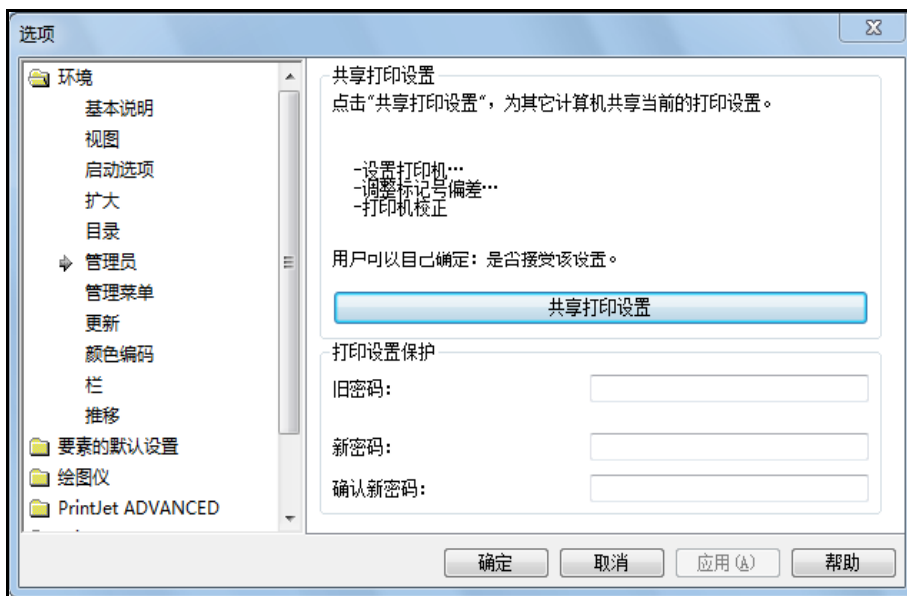 选项
环境
基本说明
视图
启动选项
扩大
目录
管理员
管理菜单
更新
颜色编码
栏
推移
要素的默认设置
绘图仪
PrintJet ADVANCED
共享打印设置
点击“共享打印设置”，为其它计算机共享当前的打印设置。
-设置打印机…
-调整标记号偏差…
-打印机校正
用户可以自己确定：是否接受该设置。
共享打印设置
打印设置保护
旧密码：
新密码：
确认新密码：
确定
取消
应用(A)
帮助